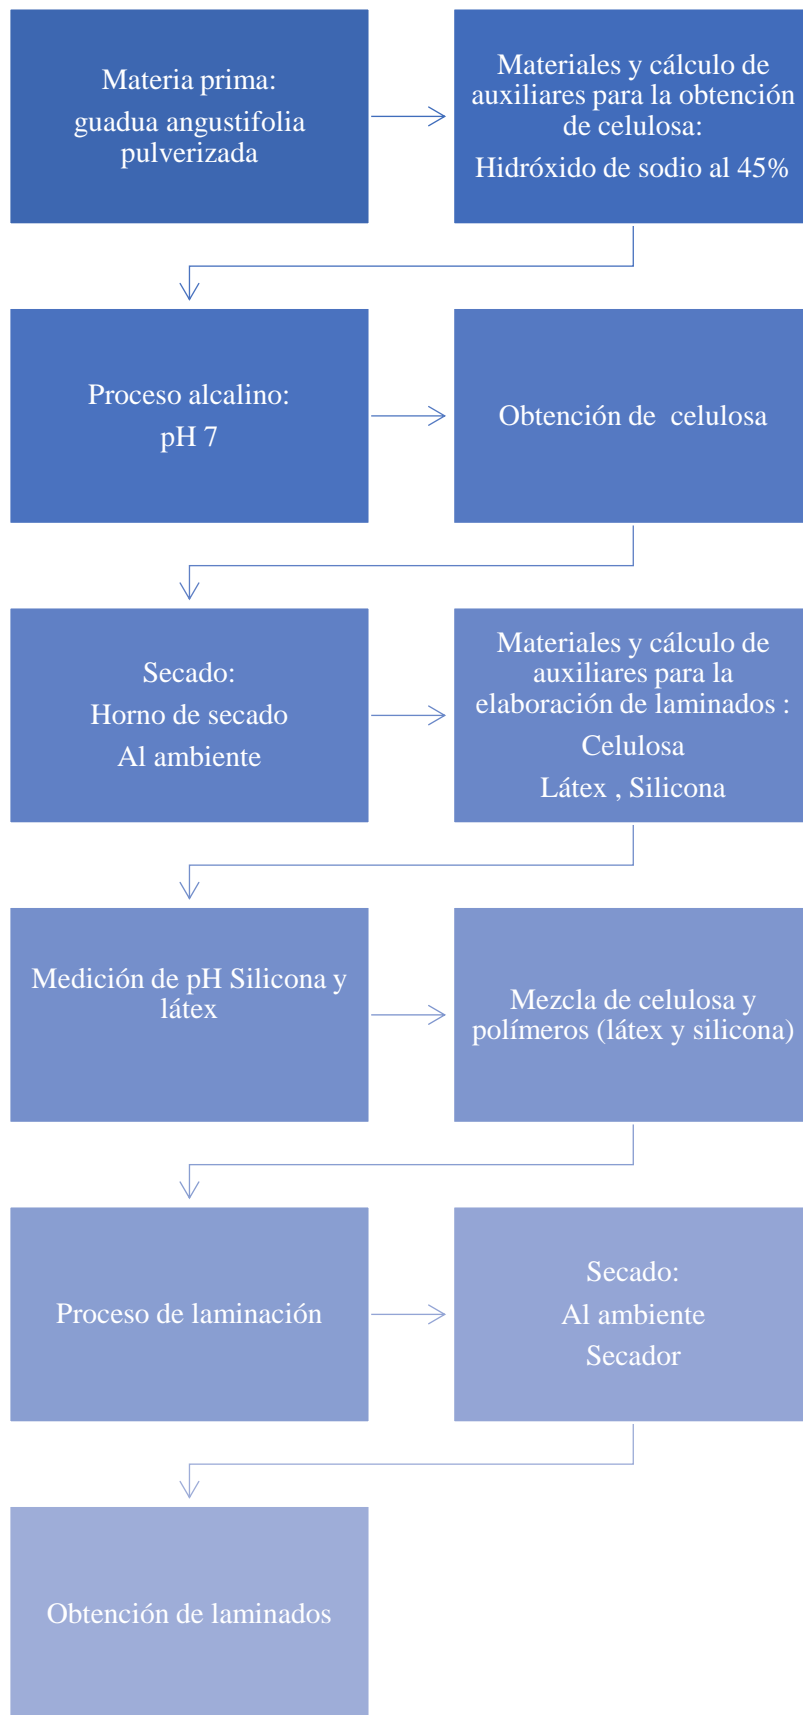 Materia prima:
guadua angustifolia
pulverizada
Materiales y cálculo de
auxiliares para la obtención
de celulosa:
Hidróxido de sodio al 45%
Proceso alcalino:
pH 7
Obtención de celulosa
Secado:
Horno de secado
Al ambiente
Materiales y cálculo de
auxiliares para la
elaboración de laminados :
Celulosa
Látex , Silicona
Medición de pH Silicona y
látex
Mezcla de celulosa y
polímeros (látex y silicona)
Proceso de laminación
Secado:
Al ambiente
Secador
Obtención de laminados